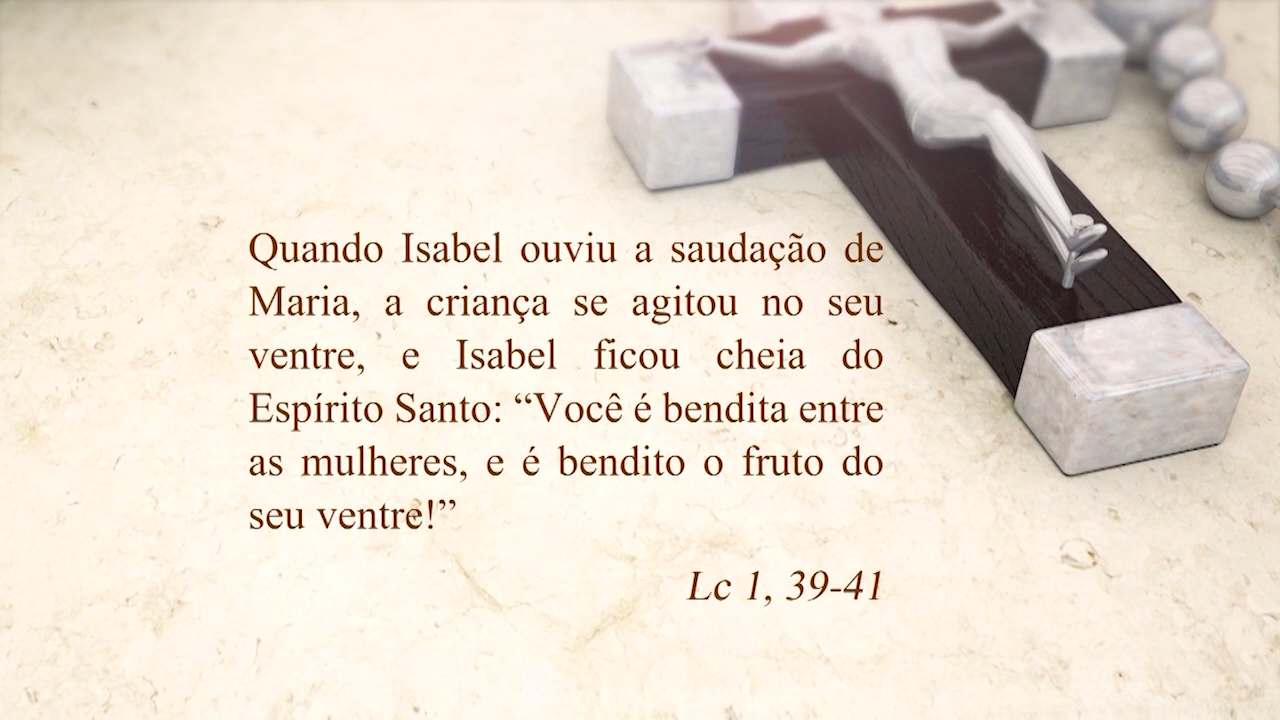 Quando Isabel ouviu a saudação de
Maria, a criança se agitou no seu
ventre, e Isabel ficou cheia do
Espírito Santo: “Você é bendita entre
as mulheres, e é bendito o fruto do
seu ventre!”
Lc 1, 39-41